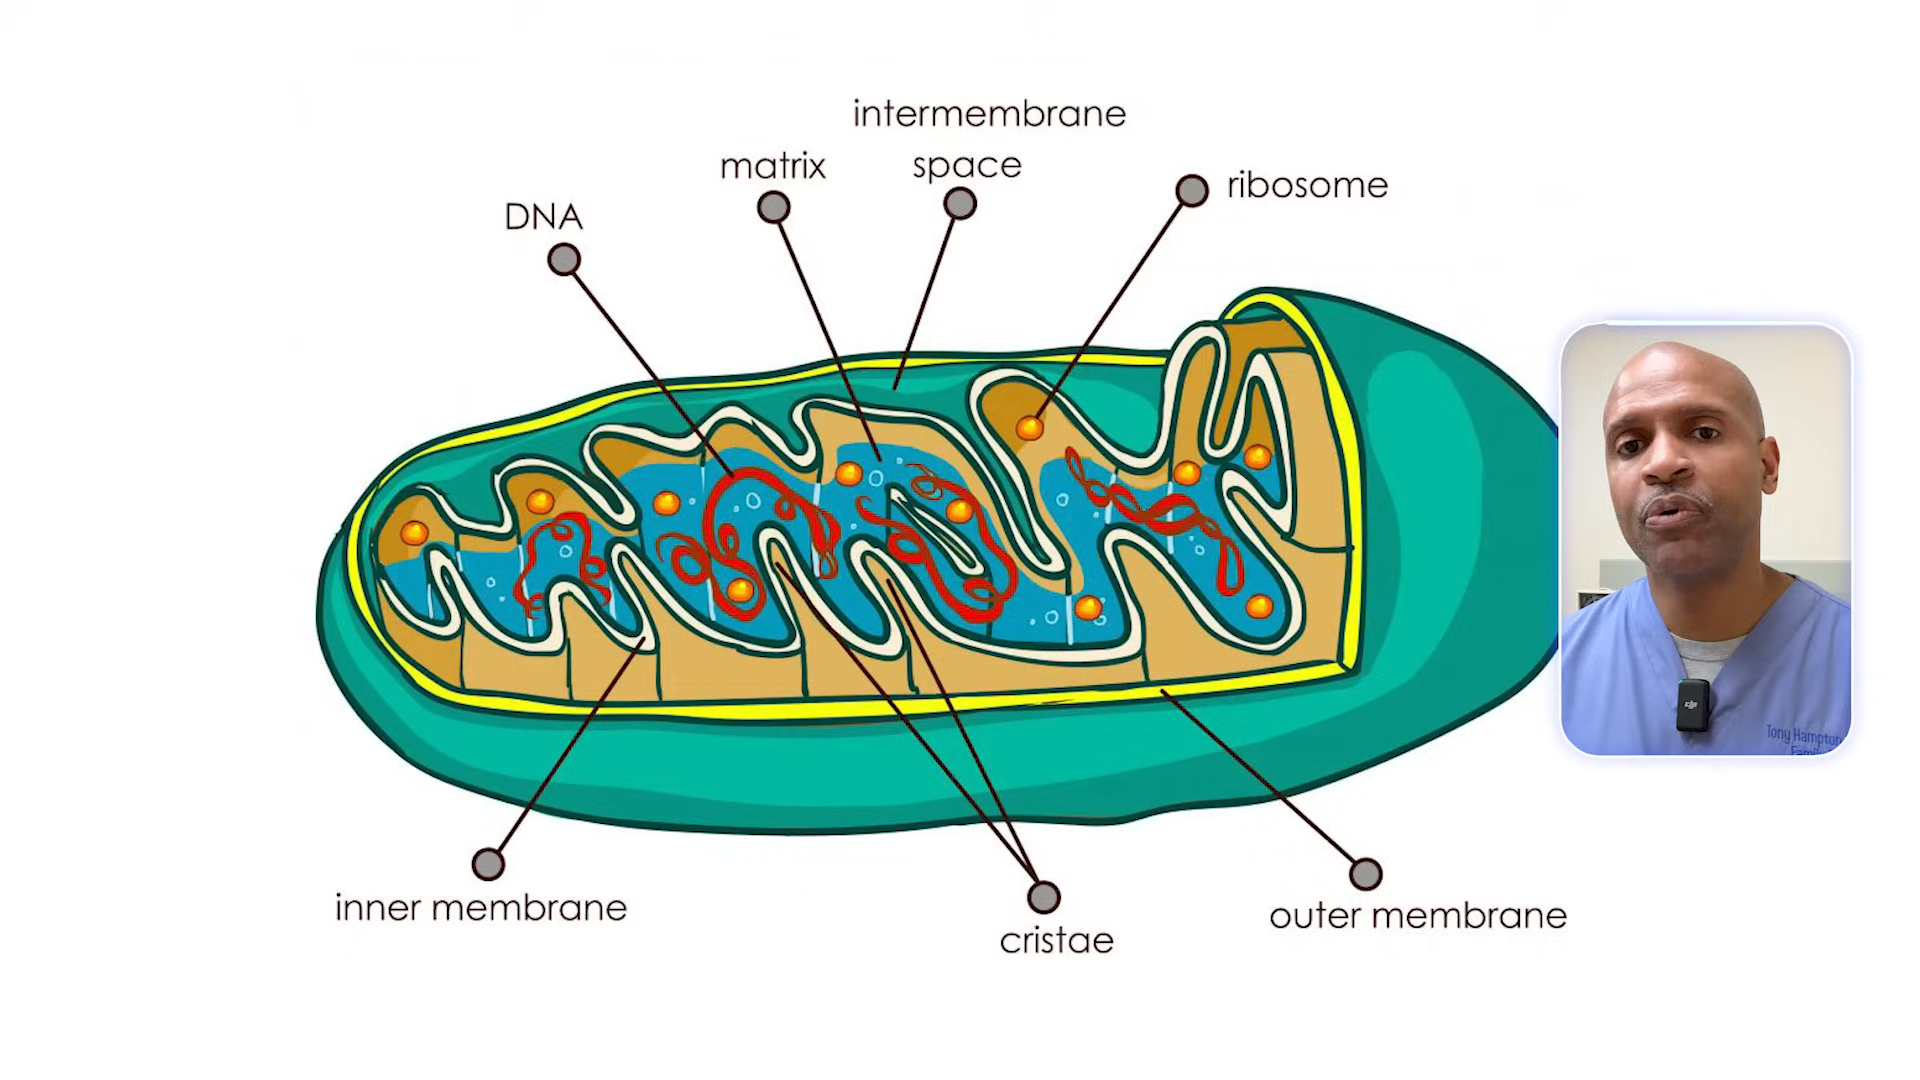 intermembrane
space
matrix
ribosome
DNA
Tony Hampton
inner membrane
outer membrane
cristae